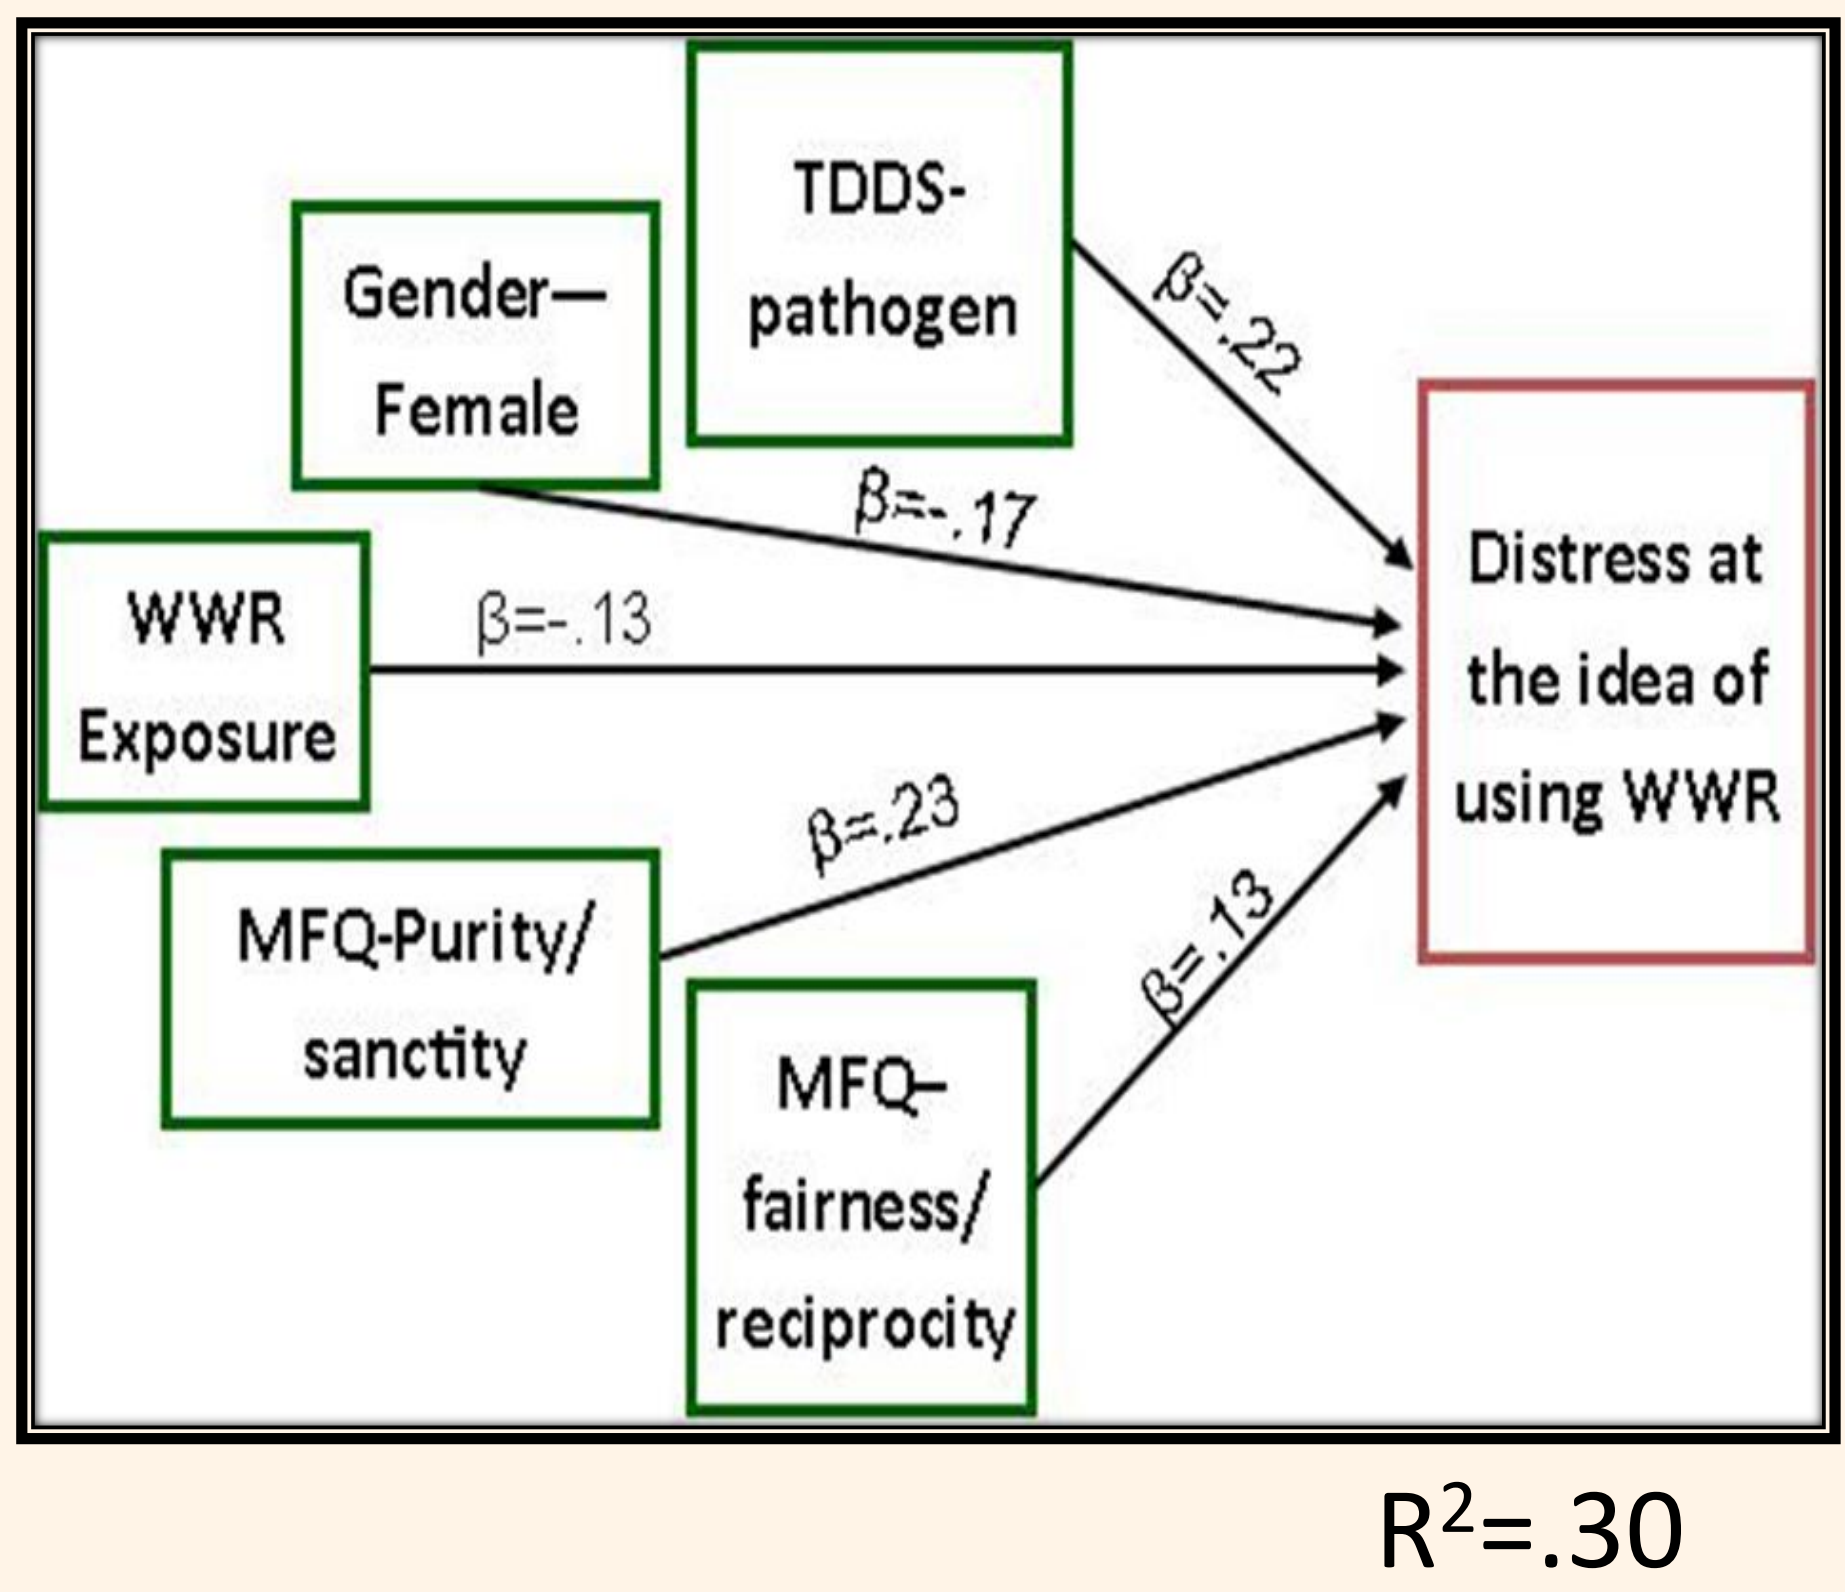 TDDS-
pathogen
β=.22
Gender—
Female
β=-.17
WWR
Exposure
β=-.13
Distress at
the idea of
using WWR
MFQ-Purity/
sanctity
β=.23
MFQ–
fairness/
reciprocity
β=.13
R²=.30